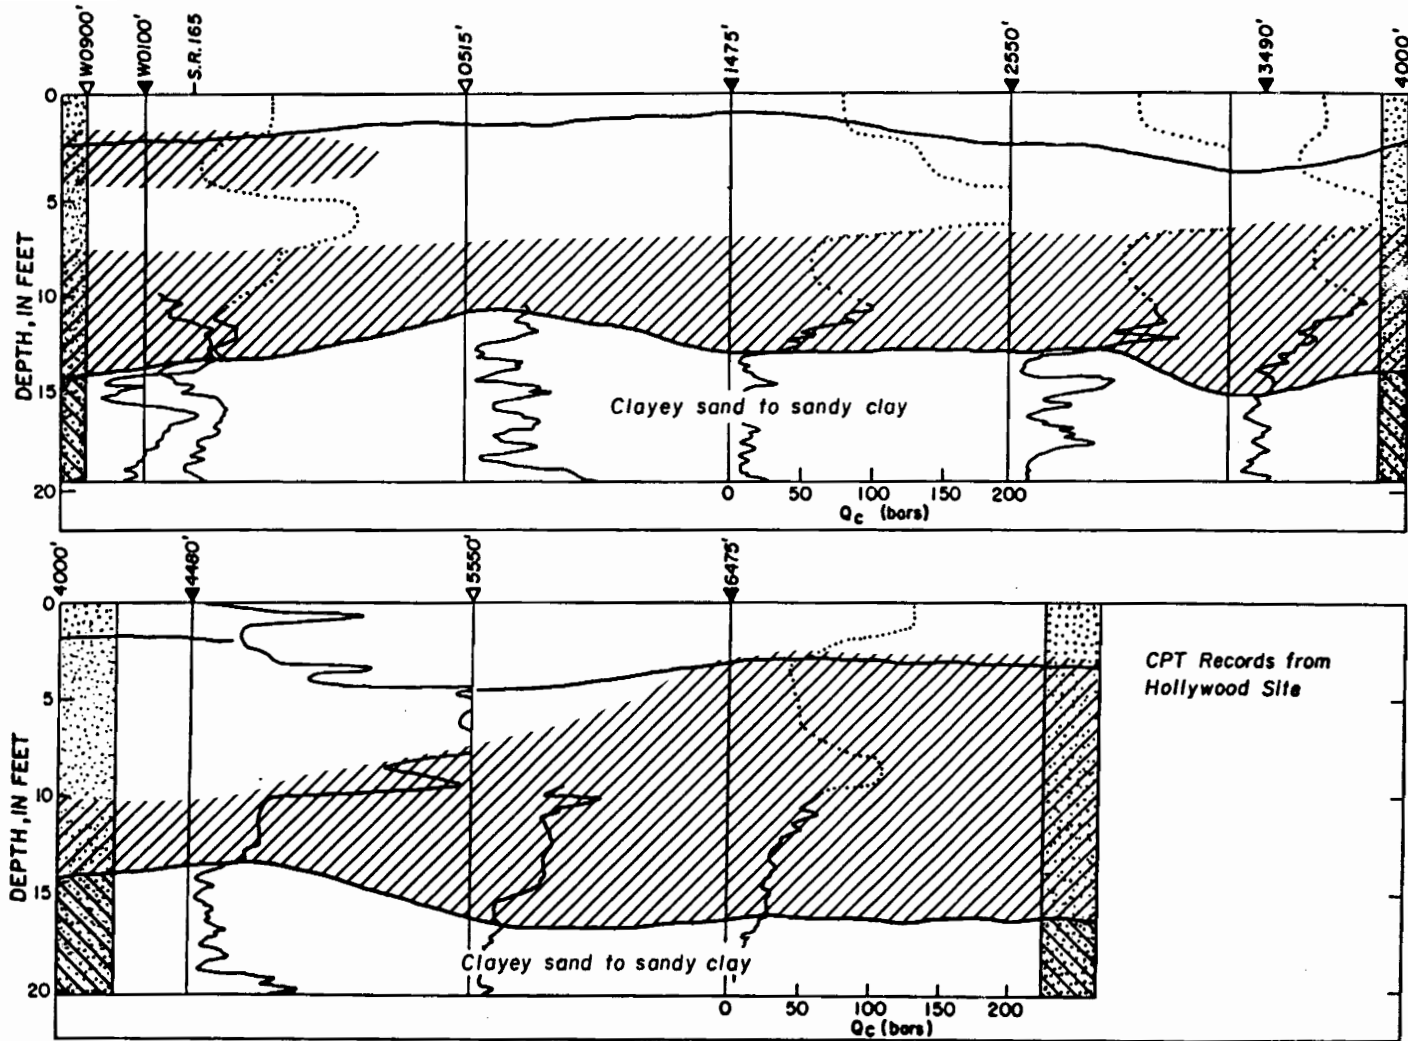 W0900' W0100' S.R.165 0515' 1475' 2550' 3490' 4000'
DEPTH, IN FEET
0
5
10
15
20
Clayey sand to sandy clay
0 50 100 150 200
Qc (bars)
4000' 4480' 5550' 6475'
DEPTH, IN FEET
0
5
10
15
20
CPT Records from
Hollywood Site
Clayey sand to sandy clay
0 50 100 150 200
Qc (bars)